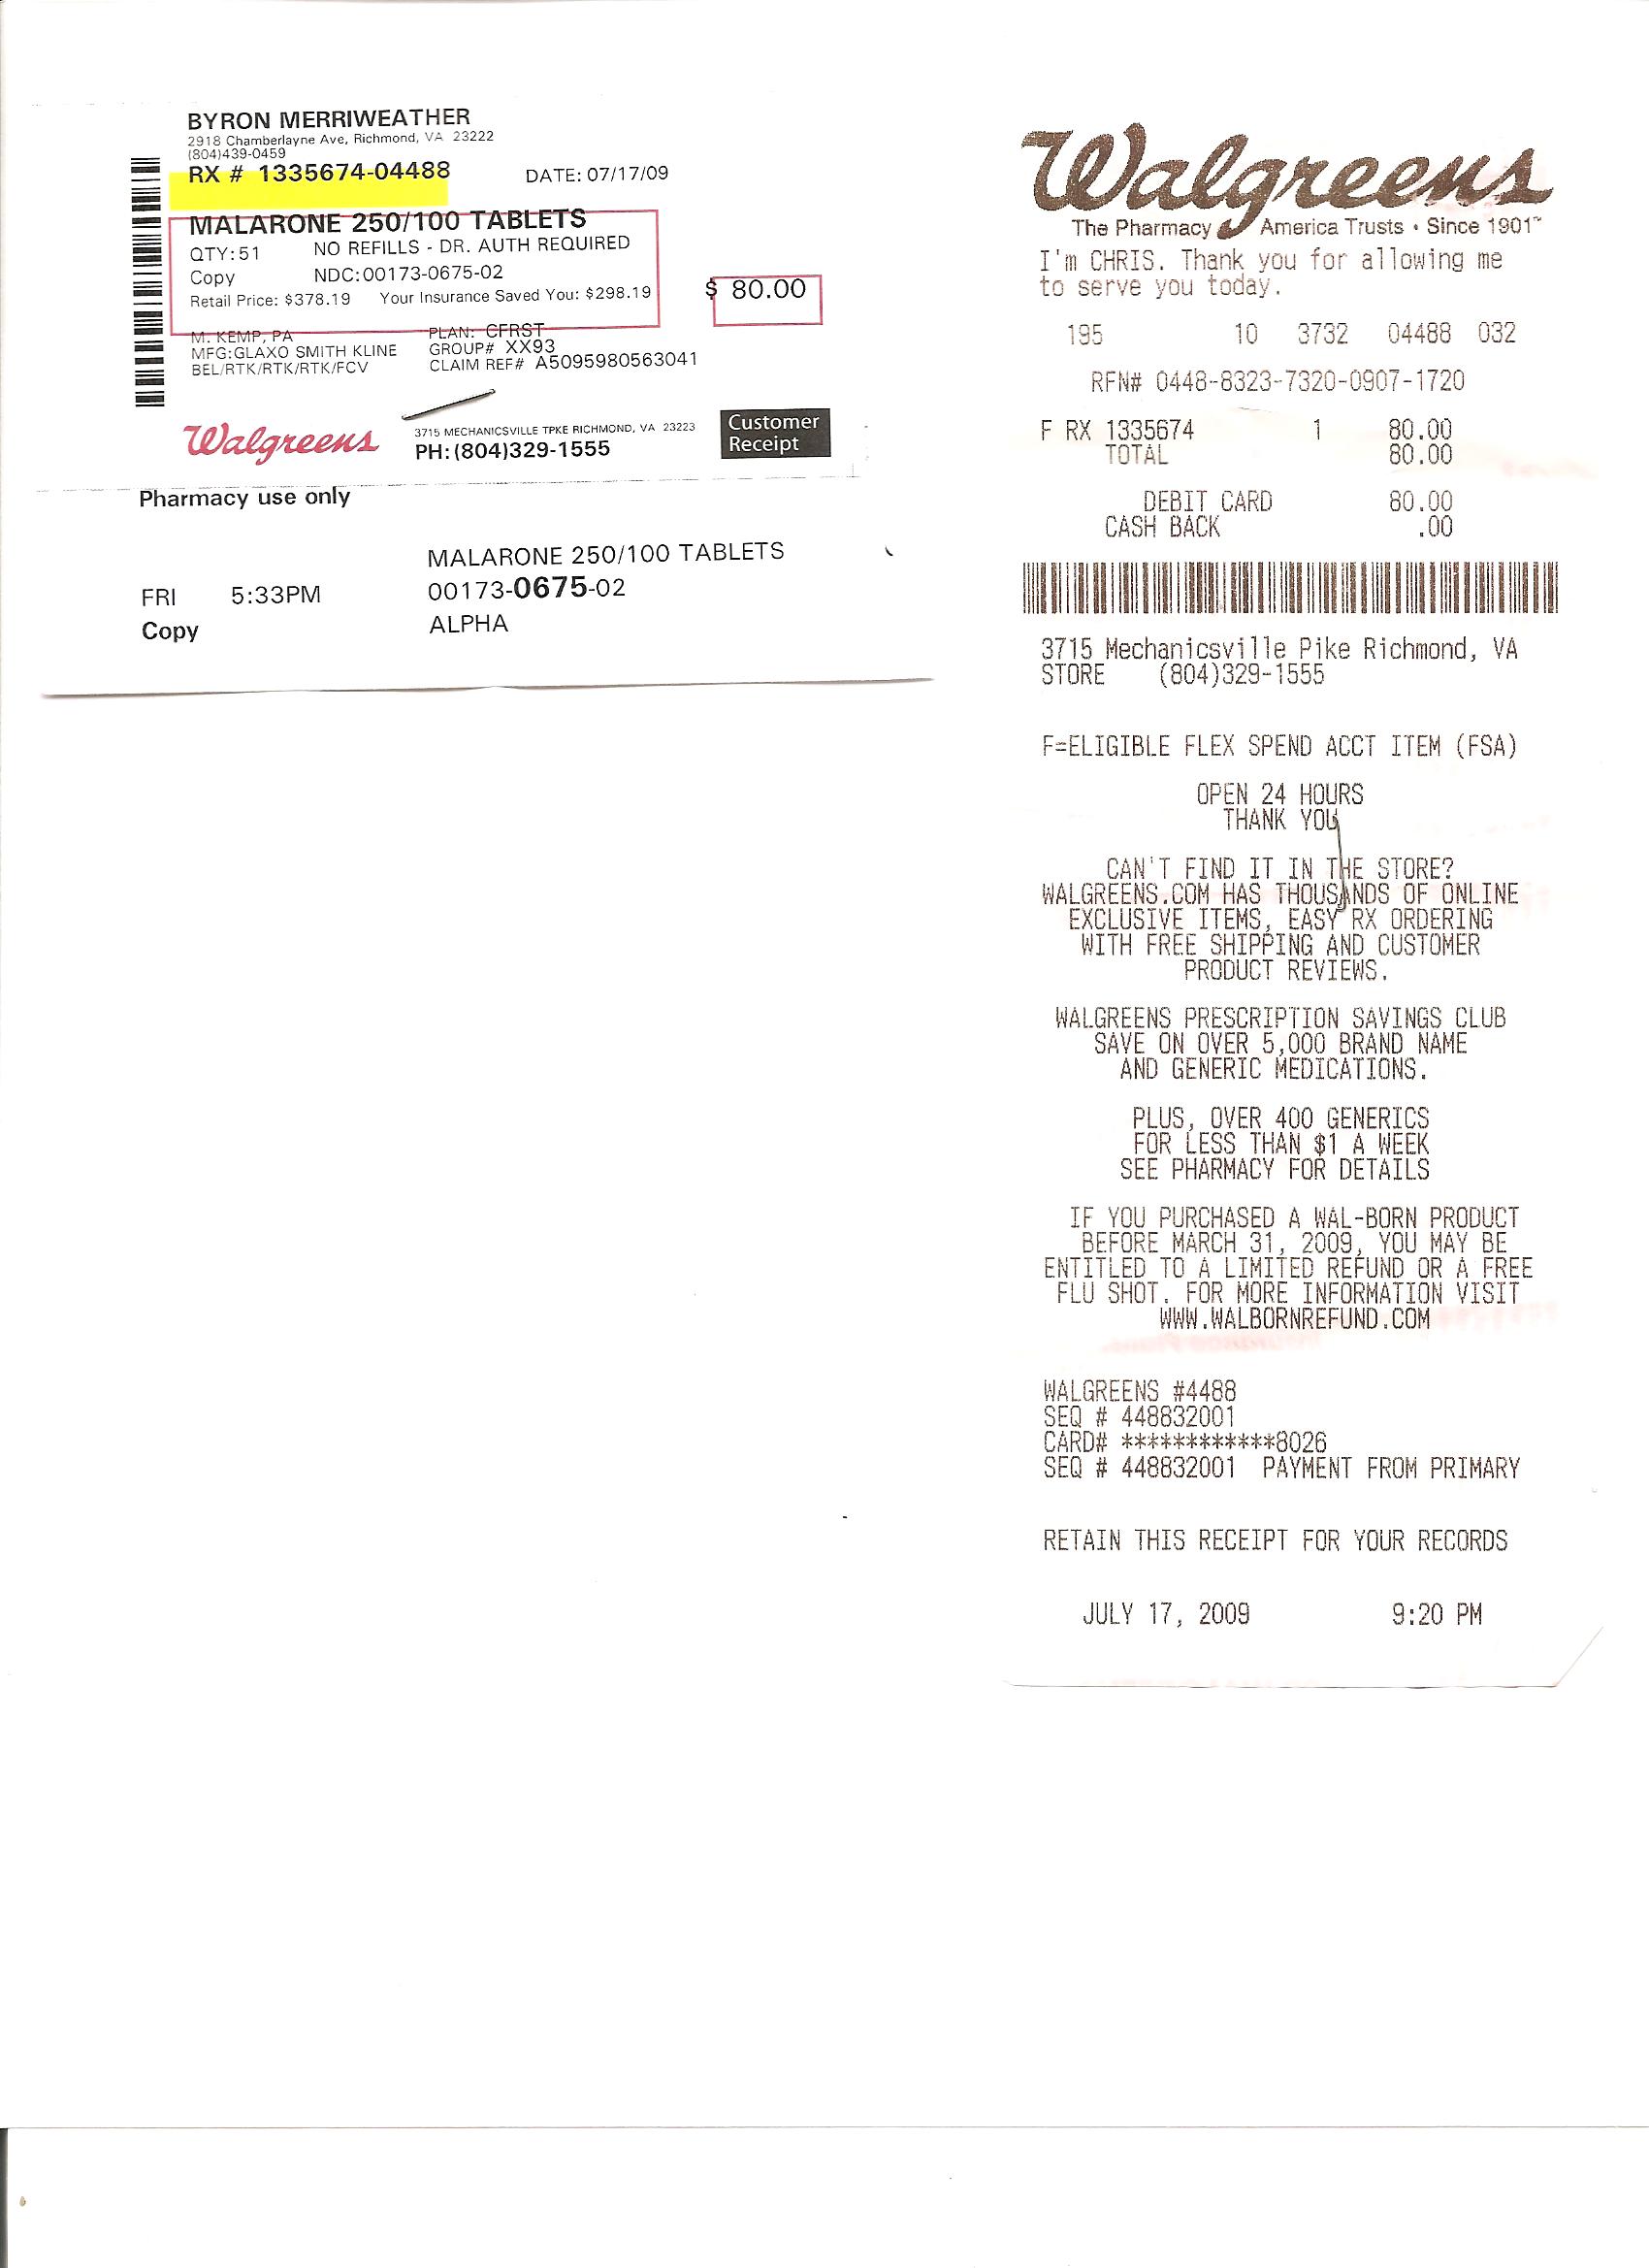 BYRON MERRIWEATHER
2918 Chamberlayne Ave, Richmond, VA 23222
(804)439-0459
RX # 1335674-04488 DATE: 07/17/09
MALARONE 250/100 TABLETS
QTY:51 NO REFILLS - DR. AUTH REQUIRED
Copy NDC:00173-0675-02
Retail Price: $378.19 Your Insurance Saved You: $298.19 $ 80.00
M. KEMP, PA PLAN: CFRST
MFG:GLAXO SMITH KLINE GROUP# XX93
BEL/RTK/RTK/RTK/FCV CLAIM REF# A5095980563041
Walgreens 3715 MECHANICSVILLE TPKE RICHMOND, VA 23223
PH:(804)329-1555
Customer
Receipt
Pharmacy use only
MALARONE 250/100 TABLETS
FRI 5:33PM 00173-0675-02
Copy ALPHA
Walgreens
The Pharmacy America Trusts • Since 1901™
I'm CHRIS. Thank you for allowing me
to serve you today.
195 10 3732 04488 032
RFN# 0448-8323-7320-0907-1720
F RX 1335674 1 80.00
TOTAL 80.00
DEBIT CARD 80.00
CASH BACK .00
3715 Mechanicsville Pike Richmond, VA
STORE (804)329-1555
F=ELIGIBLE FLEX SPEND ACCT ITEM (FSA)
OPEN 24 HOURS
THANK YOU
CAN'T FIND IT IN THE STORE?
WALGREENS.COM HAS THOUSANDS OF ONLINE
EXCLUSIVE ITEMS, EASY RX ORDERING
WITH FREE SHIPPING AND CUSTOMER
PRODUCT REVIEWS.
WALGREENS PRESCRIPTION SAVINGS CLUB
SAVE ON OVER 5,000 BRAND NAME
AND GENERIC MEDICATIONS.
PLUS, OVER 400 GENERICS
FOR LESS THAN $1 A WEEK
SEE PHARMACY FOR DETAILS
IF YOU PURCHASED A WAL-BORN PRODUCT
BEFORE MARCH 31, 2009, YOU MAY BE
ENTITLED TO A LIMITED REFUND OR A FREE
FLU SHOT. FOR MORE INFORMATION VISIT
WWW.WALBORNREFUND.COM
WALGREENS #4488
SEQ # 448832001
CARD# ************8026
SEQ # 448832001 PAYMENT FROM PRIMARY
RETAIN THIS RECEIPT FOR YOUR RECORDS
JULY 17, 2009 9:20 PM